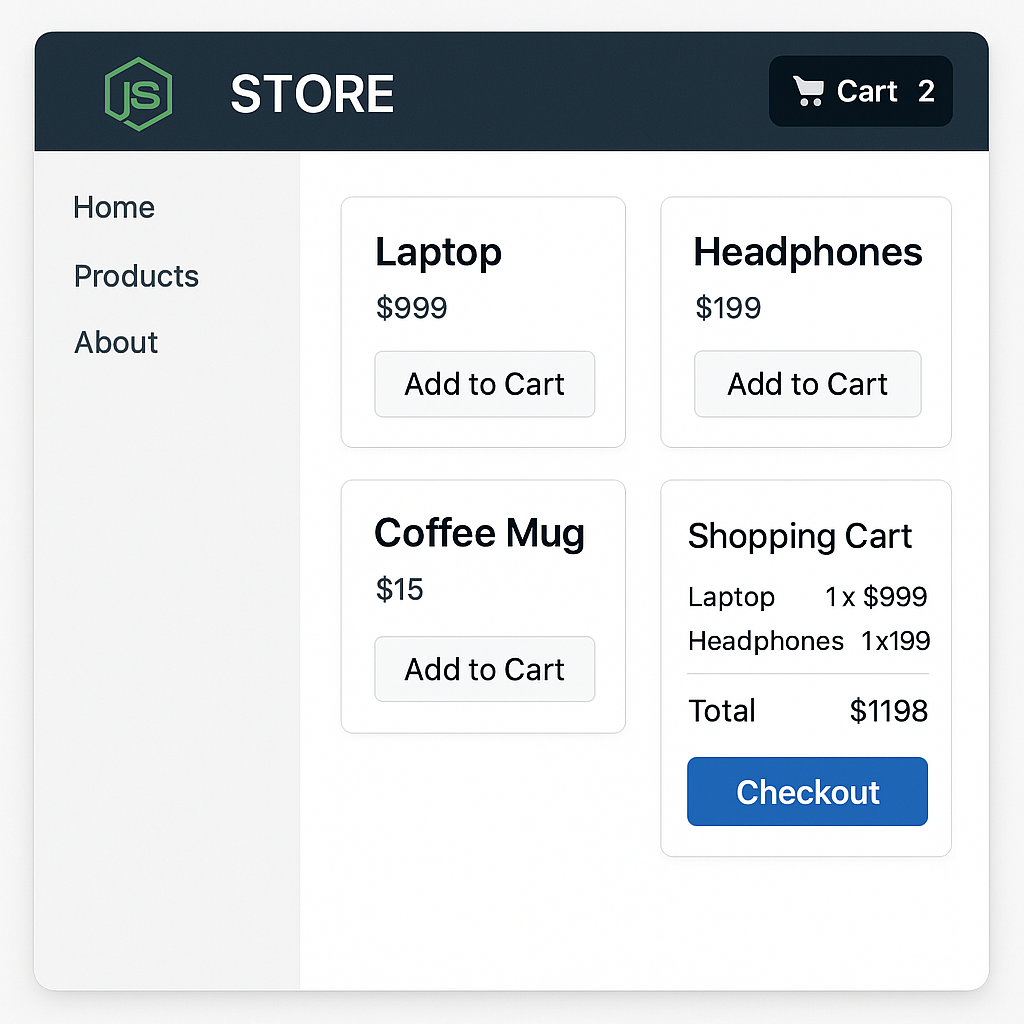 JS STORE Cart 2
Home
Products
About
Laptop
$999
Add to Cart
Headphones
$199
Add to Cart
Coffee Mug
$15
Add to Cart
Shopping Cart
Laptop 1 x $999
Headphones 1x199
Total $1198
Checkout